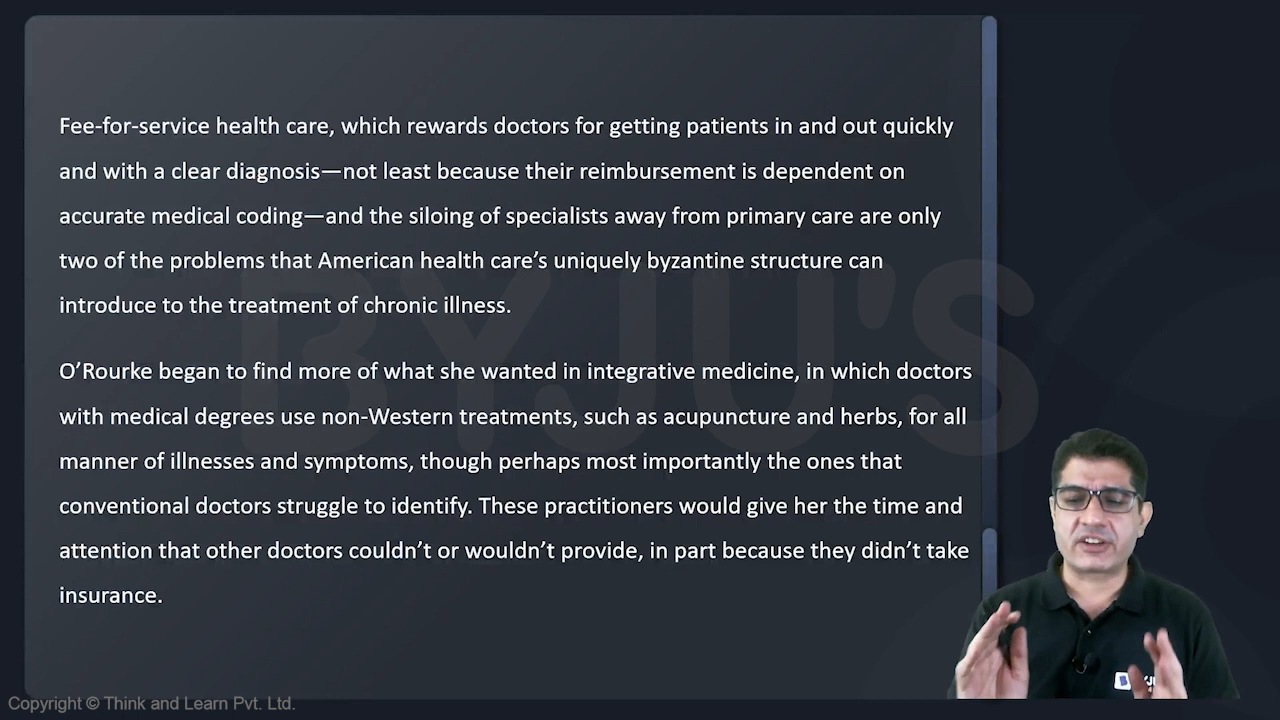 Fee-for-service health care, which rewards doctors for getting patients in and out quickly
and with a clear diagnosis—not least because their reimbursement is dependent on
accurate medical coding—and the siloing of specialists away from primary care are only
two of the problems that American health care’s uniquely byzantine structure can
introduce to the treatment of chronic illness.
O’Rourke began to find more of what she wanted in integrative medicine, in which doctors
with medical degrees use non-Western treatments, such as acupuncture and herbs, for all
manner of illnesses and symptoms, though perhaps most importantly the ones that
conventional doctors struggle to identify. These practitioners would give her the time and
attention that other doctors couldn’t or wouldn’t provide, in part because they didn’t take
insurance.
BYJU'S
Copyright © Think and Learn Pvt. Ltd.